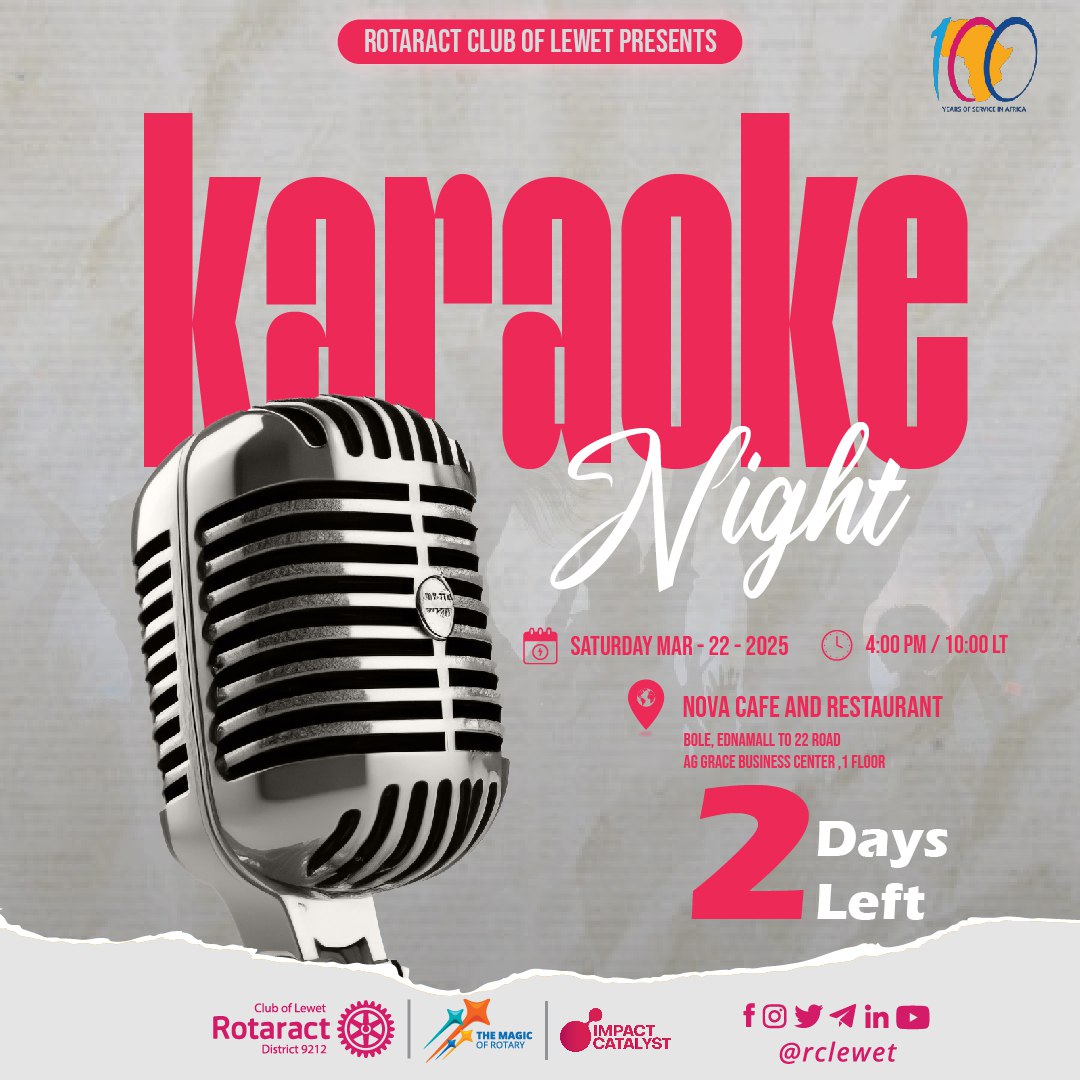 ROTARACT CLUB OF LEWET PRESENTS
100
YEARS OF SERVICE IN AFRICA
karaoke
Night
SATURDAY MAR - 22 - 2025
4:00 PM / 10:00 LT
NOVA CAFE AND RESTAURANT
BOLE, EDNAMALL TO 22 ROAD
AG GRACE BUSINESS CENTER ,1 FLOOR
2 Days
Left
Club of Lewet
Rotaract
District 9212
THE MAGIC
OF ROTARY
IMPACT
CATALYST
@rclewet